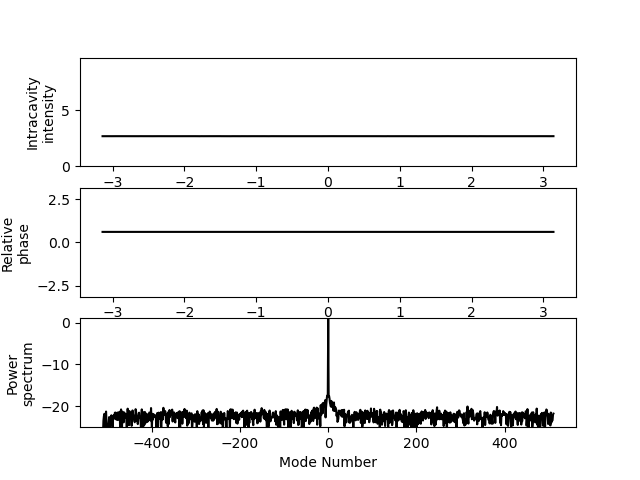 Intracavity
intensity
5
0
−3 −2 −1 0 1 2 3
Relative
phase
2.5
0.0
−2.5
−3 −2 −1 0 1 2 3
Power
spectrum
0
−10
−20
−400 −200 0 200 400
Mode Number